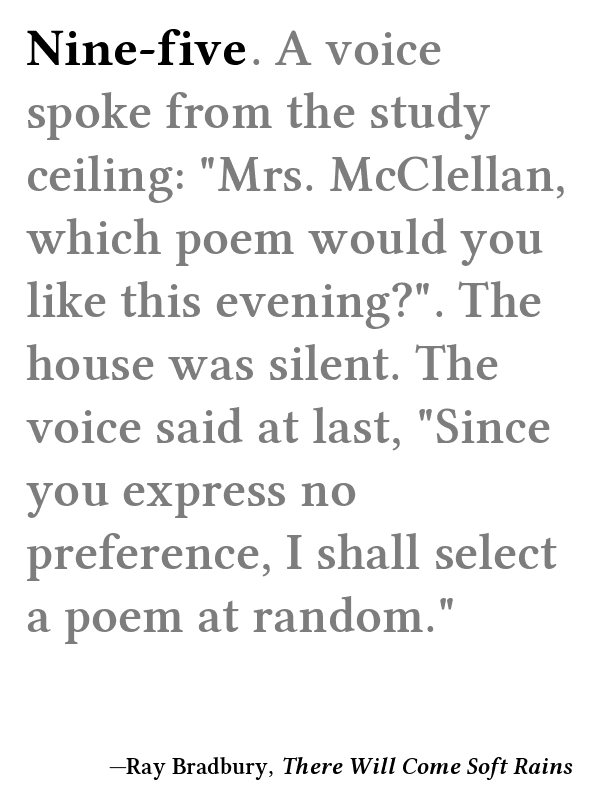 Nine-five. A voice
spoke from the study
ceiling: "Mrs. McClellan,
which poem would you
like this evening?". The
house was silent. The
voice said at last, "Since
you express no
preference, I shall select
a poem at random."
—Ray Bradbury, There Will Come Soft Rains